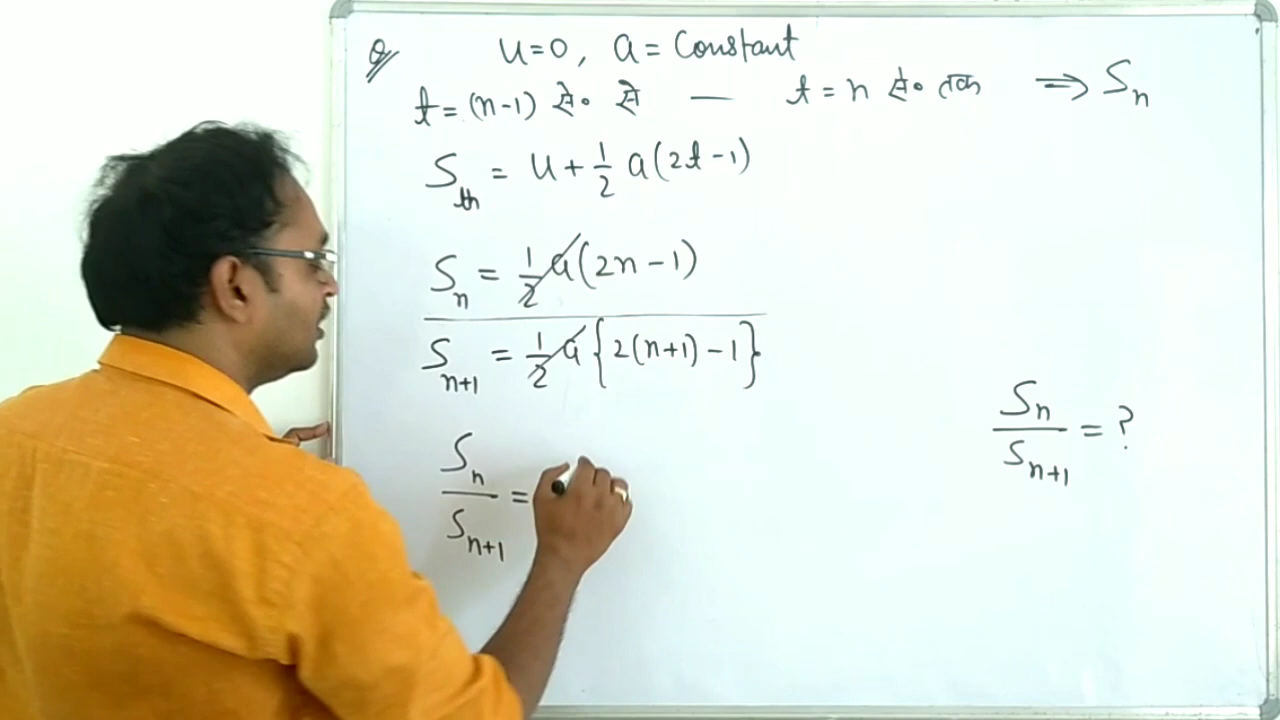 Q u=0, a = Constant
t = (n-1) से० से — t = n से० तक ⇒ Sn
Sth = u + 1/2 a(2t-1)
Sn = 1/2 a(2n-1)
Sn+1 = 1/2 a {2(n+1)-1}
Sn/Sn+1 =
Sn/Sn+1 = ?